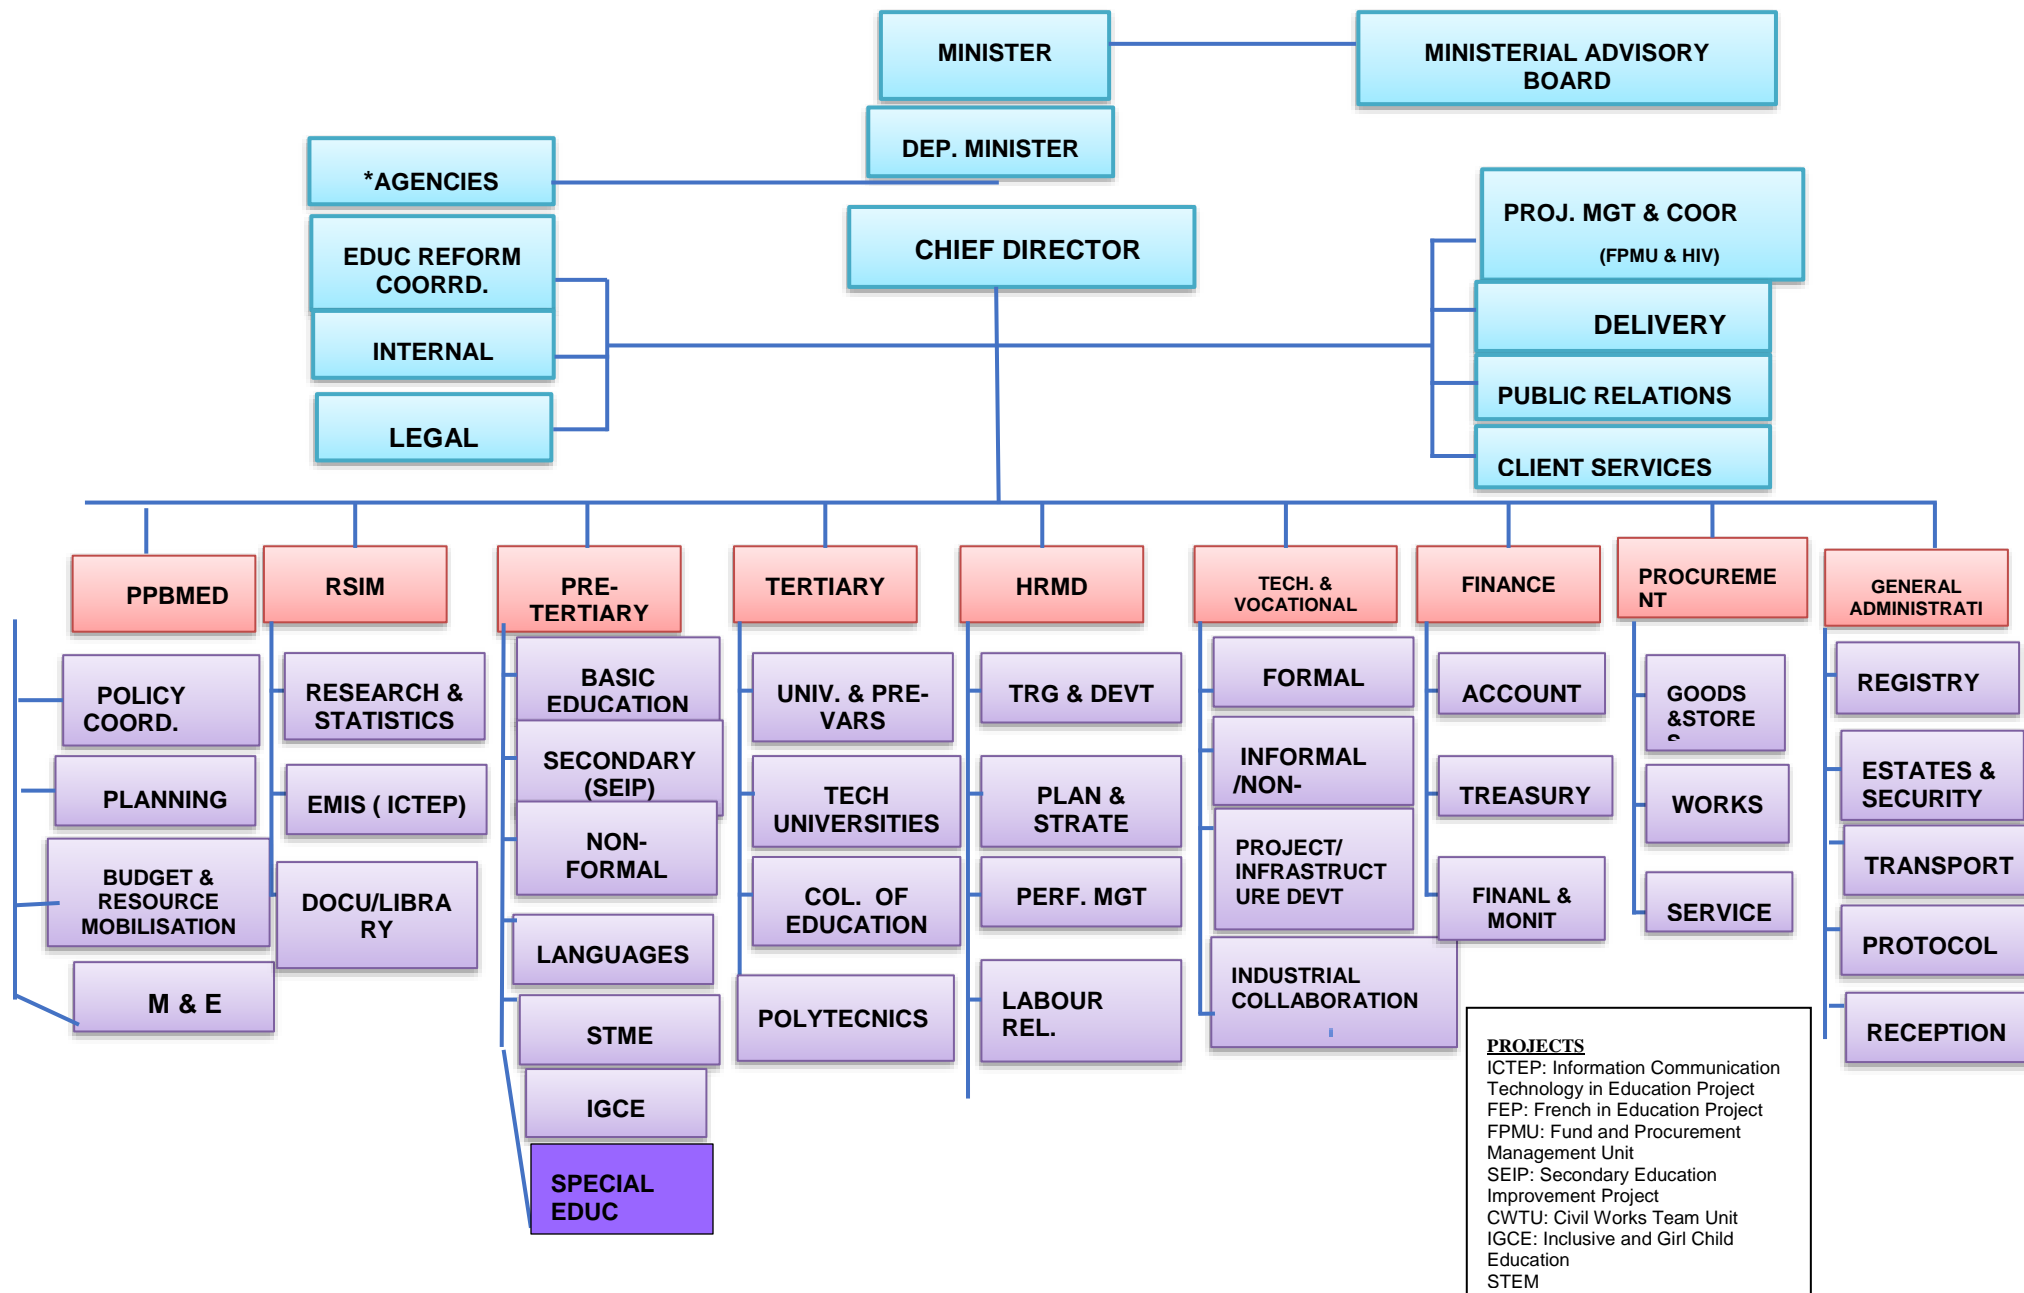 MINISTER
MINISTERIAL ADVISORY
BOARD
DEP. MINISTER
*AGENCIES
EDUC REFORM
COORRD.
INTERNAL
LEGAL
CHIEF DIRECTOR
PROJ. MGT & COOR
(FPMU & HIV)
DELIVERY
PUBLIC RELATIONS
CLIENT SERVICES
PPBMED
POLICY
COORD.
PLANNING
BUDGET &
RESOURCE
MOBILISATION
M & E
RSIM
RESEARCH &
STATISTICS
EMIS ( ICTEP)
DOCU/LIBRA
RY
PRE-
TERTIARY
BASIC
EDUCATION
SECONDARY
(SEIP)
NON-
FORMAL
LANGUAGES
STME
IGCE
SPECIAL
EDUC
TERTIARY
UNIV. & PRE-
VARS
TECH
UNIVERSITIES
COL. OF
EDUCATION
POLYTECNICS
HRMD
TRG & DEVT
PLAN &
STRATE
PERF. MGT
LABOUR
REL.
TECH. &
VOCATIONAL
FORMAL
INFORMAL
/NON-
PROJECT/
INFRASTRUCT
URE DEVT
INDUSTRIAL
COLLABORATION
FINANCE
ACCOUNT
TREASURY
FINANL &
MONIT
PROCUREME
NT
GOODS
&STORE
S
WORKS
SERVICE
GENERAL
ADMINISTRATI
REGISTRY
ESTATES &
SECURITY
TRANSPORT
PROTOCOL
RECEPTION
PROJECTS
ICTEP: Information Communication
Technology in Education Project
FEP: French in Education Project
FPMU: Fund and Procurement
Management Unit
SEIP: Secondary Education
Improvement Project
CWTU: Civil Works Team Unit
IGCE: Inclusive and Girl Child
Education
STEM